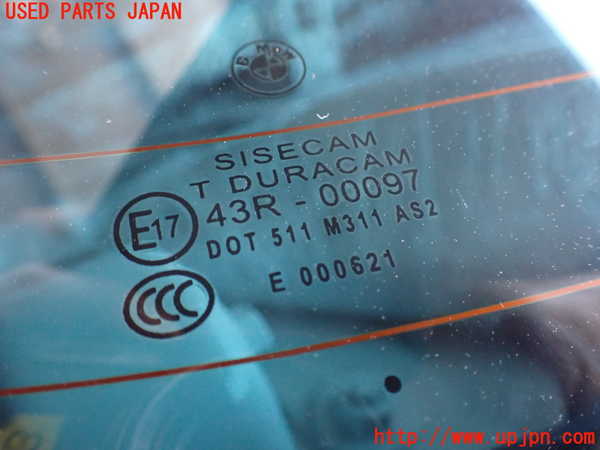 USED PARTS JAPAN
BMW
SISECAM
T DURACAM
E17
43R - 00097
DOT 511 M311 AS2
E 000621
CCC
http://www.upjpn.com/